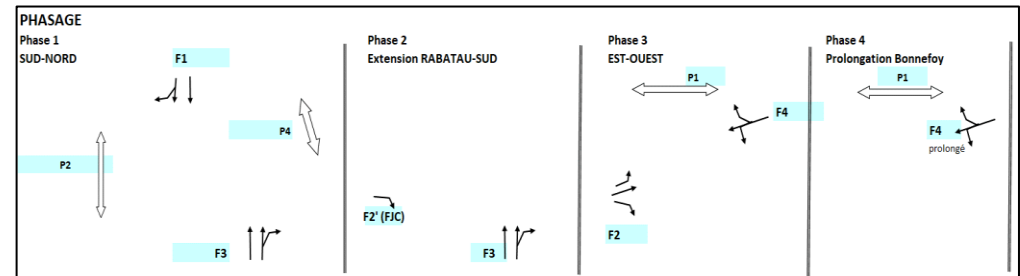 PHASAGE
Phase 1
SUD-NORD
F1
P4
P2
F3
Phase 2
Extension RABATAU-SUD
F2' (FJC)
F3
Phase 3
EST-OUEST
P1
F4
F2
Phase 4
Prolongation Bonnefoy
P1
F4
prolongé